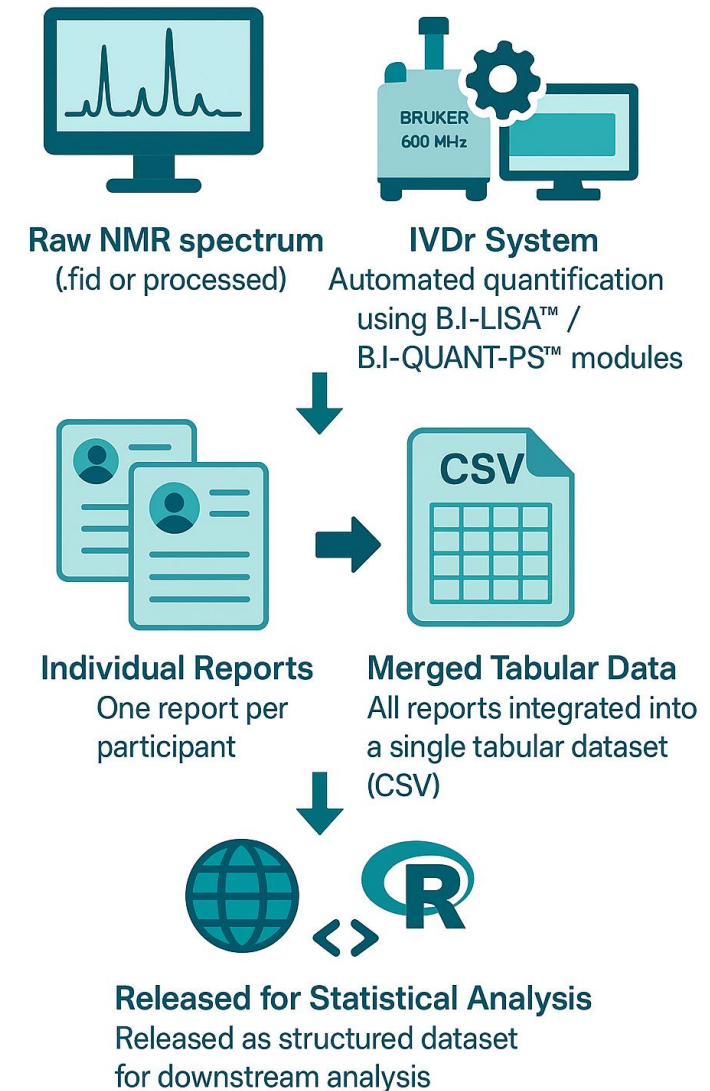 BRUKER
600 MHz
Raw NMR spectrum
(.fid or processed)
IVDr System
Automated quantification
using B.I-LISA™ /
B.I-QUANT-PS™ modules
CSV
Individual Reports
One report per
participant
Merged Tabular Data
All reports integrated into
a single tabular dataset
(CSV)
R
<>
Released for Statistical Analysis
Released as structured dataset
for downstream analysis